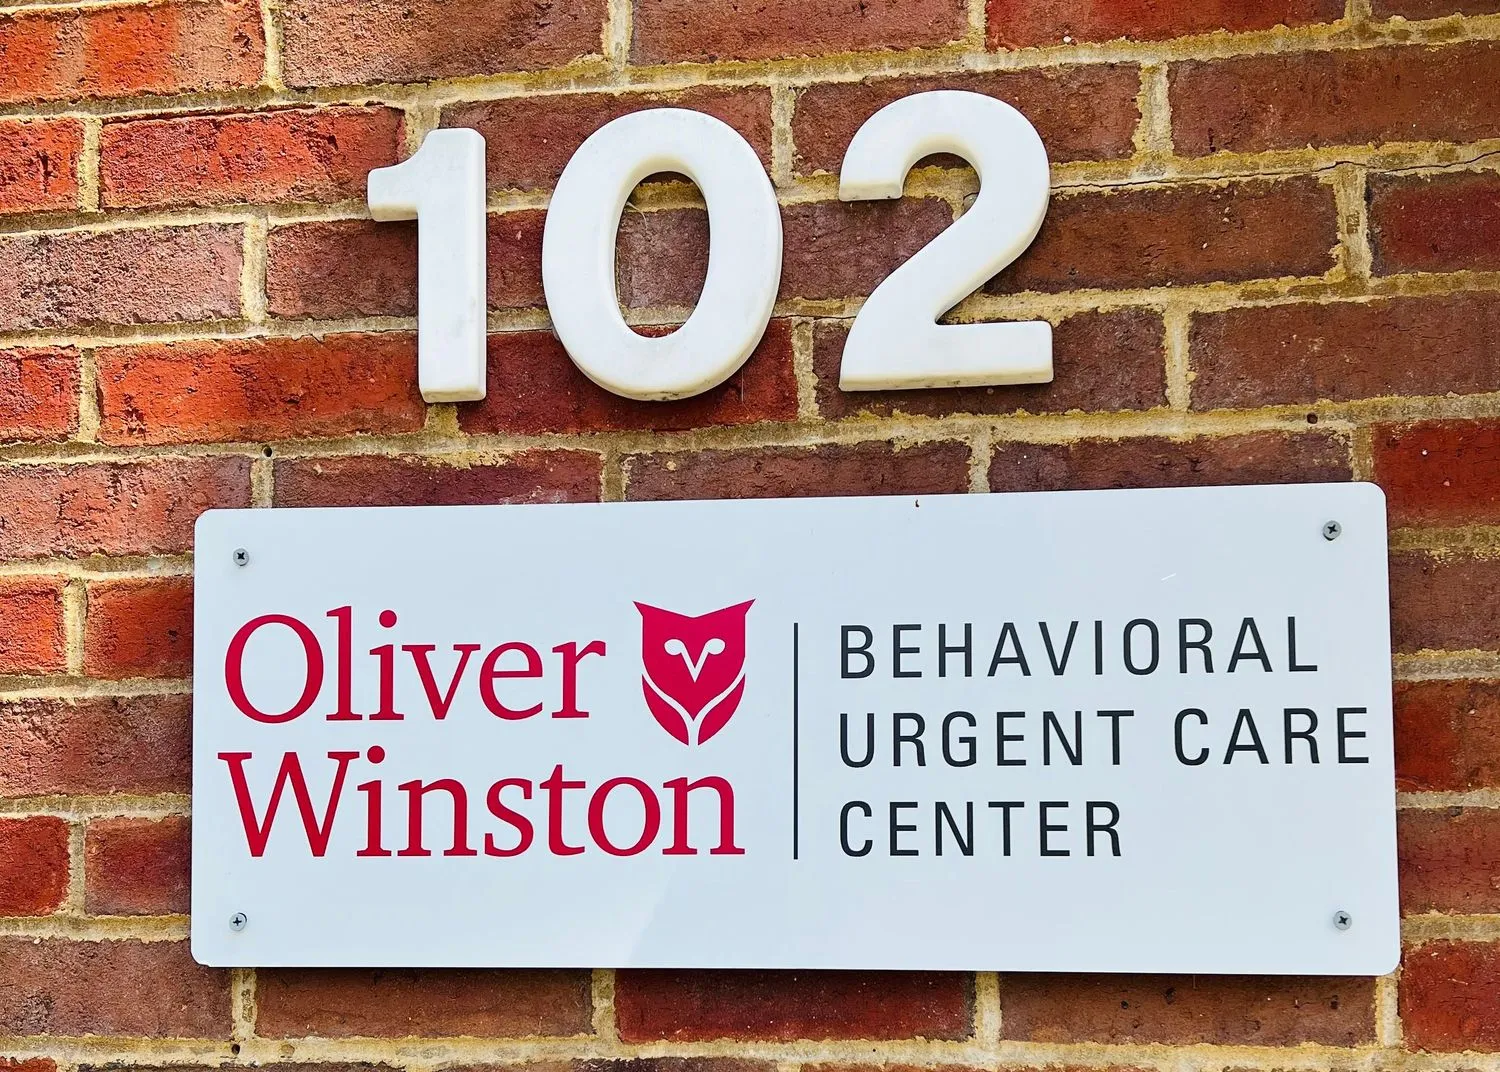 102
Oliver
Winston
BEHAVIORAL
URGENT CARE
CENTER